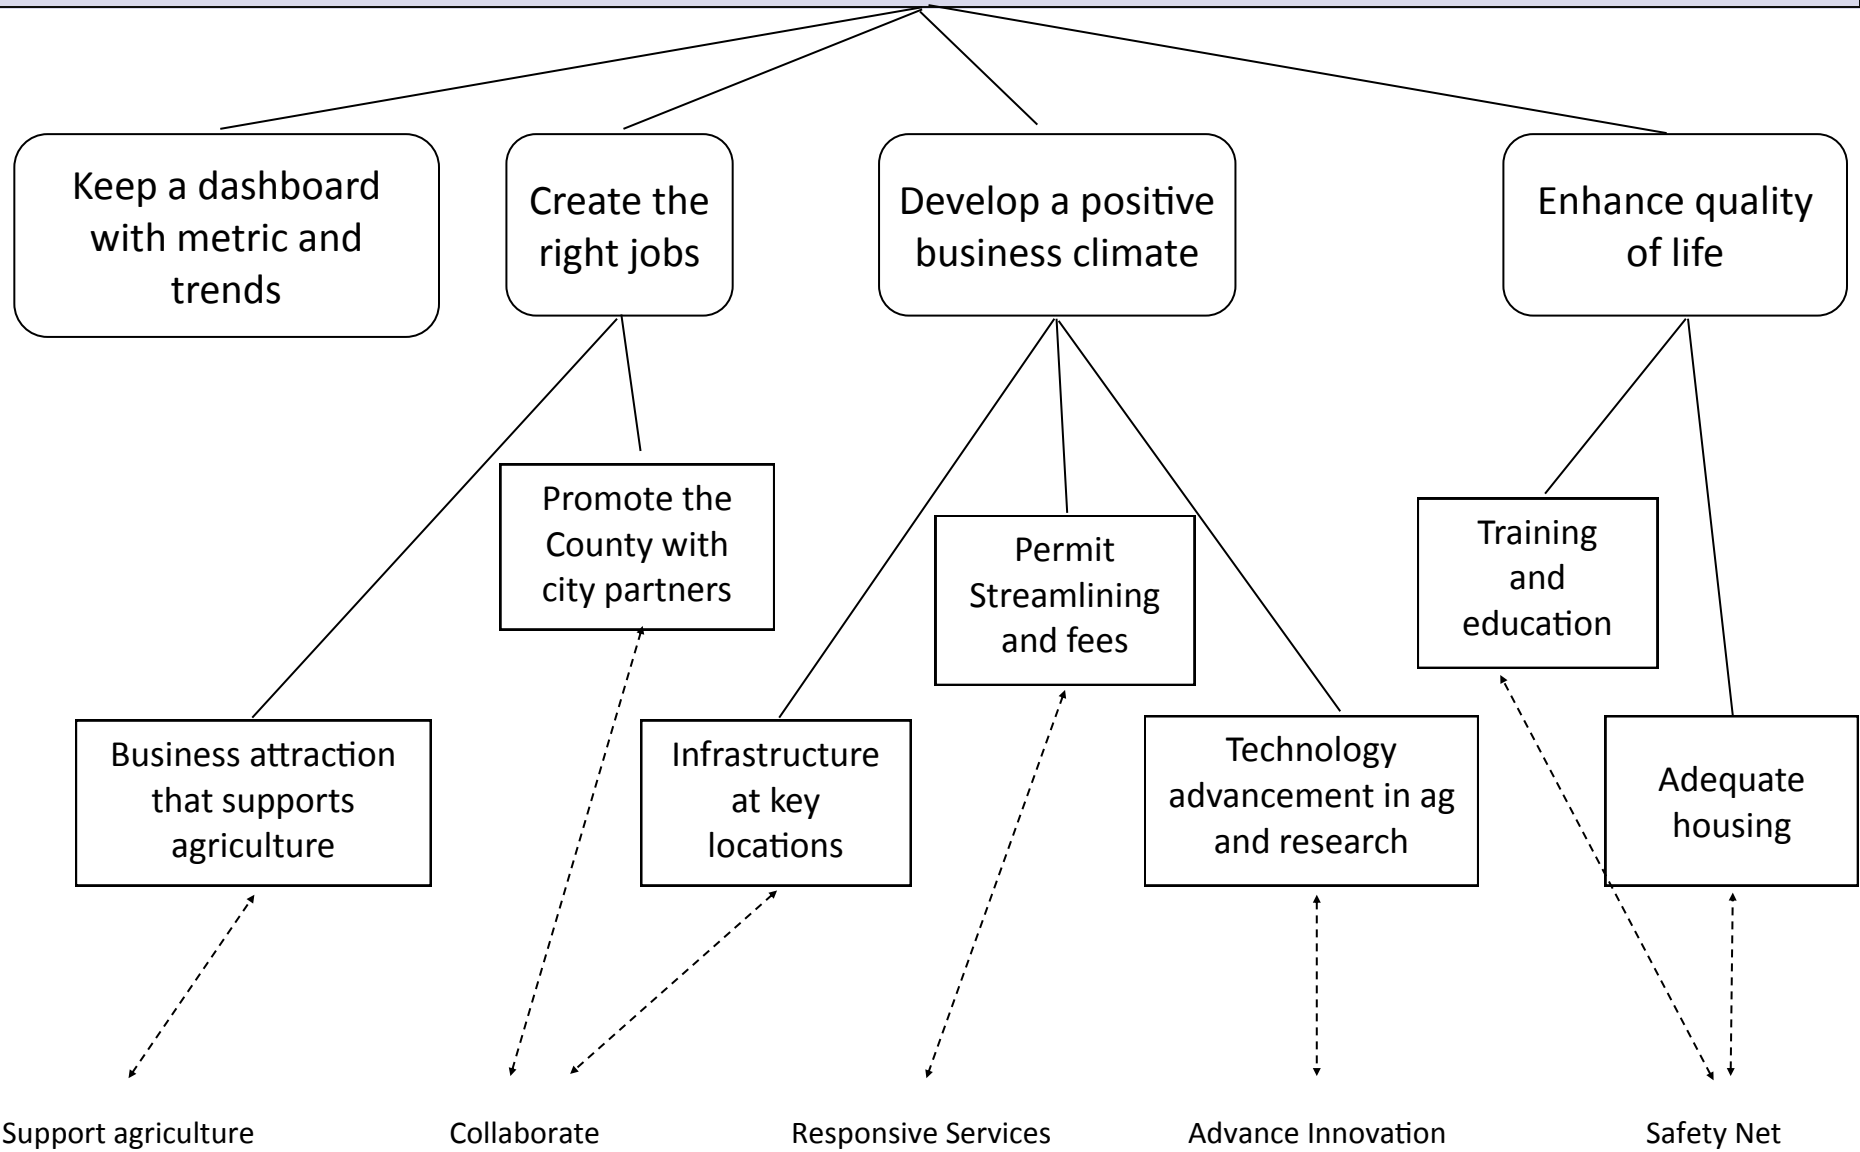 Keep a dashboard
with metric and
trends
Create the
right jobs
Develop a positive
business climate
Enhance quality
of life
Promote the
County with
city partners
Permit
Streamlining
and fees
Training
and
education
Business attraction
that supports
agriculture
Infrastructure
at key
locations
Technology
advancement in ag
and research
Adequate
housing
Support agriculture
Collaborate
Responsive Services
Advance Innovation
Safety Net